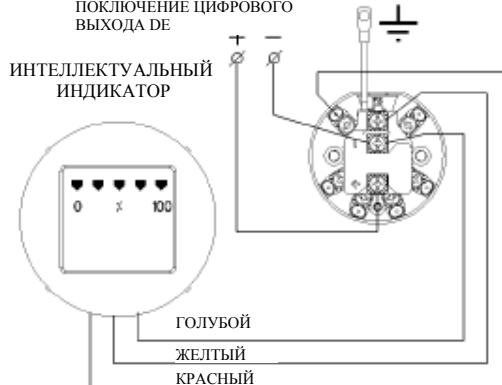 ПОКЛЮЧЕНИЕ ЦИФРОВОГО
ВЫХОДА DE
+ −
ИНТЕЛЛЕКТУАЛЬНЫЙ
ИНДИКАТОР
0 % 100
ГОЛУБОЙ
ЖЕЛТЫЙ
КРАСНЫЙ